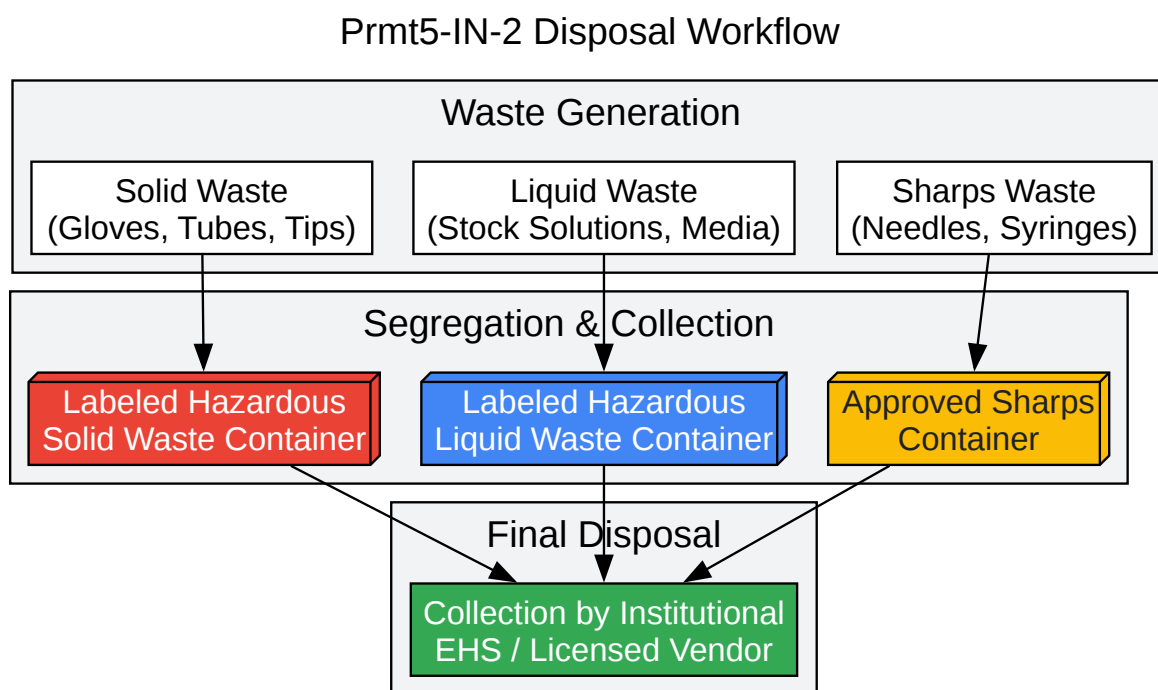 Prmt5-IN-2 Disposal Workflow
Waste Generation
Solid Waste
(Gloves, Tubes, Tips)
Liquid Waste
(Stock Solutions, Media)
Sharps Waste
(Needles, Syringes)
Segregation & Collection
Labeled Hazardous
Solid Waste Container
Labeled Hazardous
Liquid Waste Container
Approved Sharps
Container
Final Disposal
Collection by Institutional
EHS / Licensed Vendor